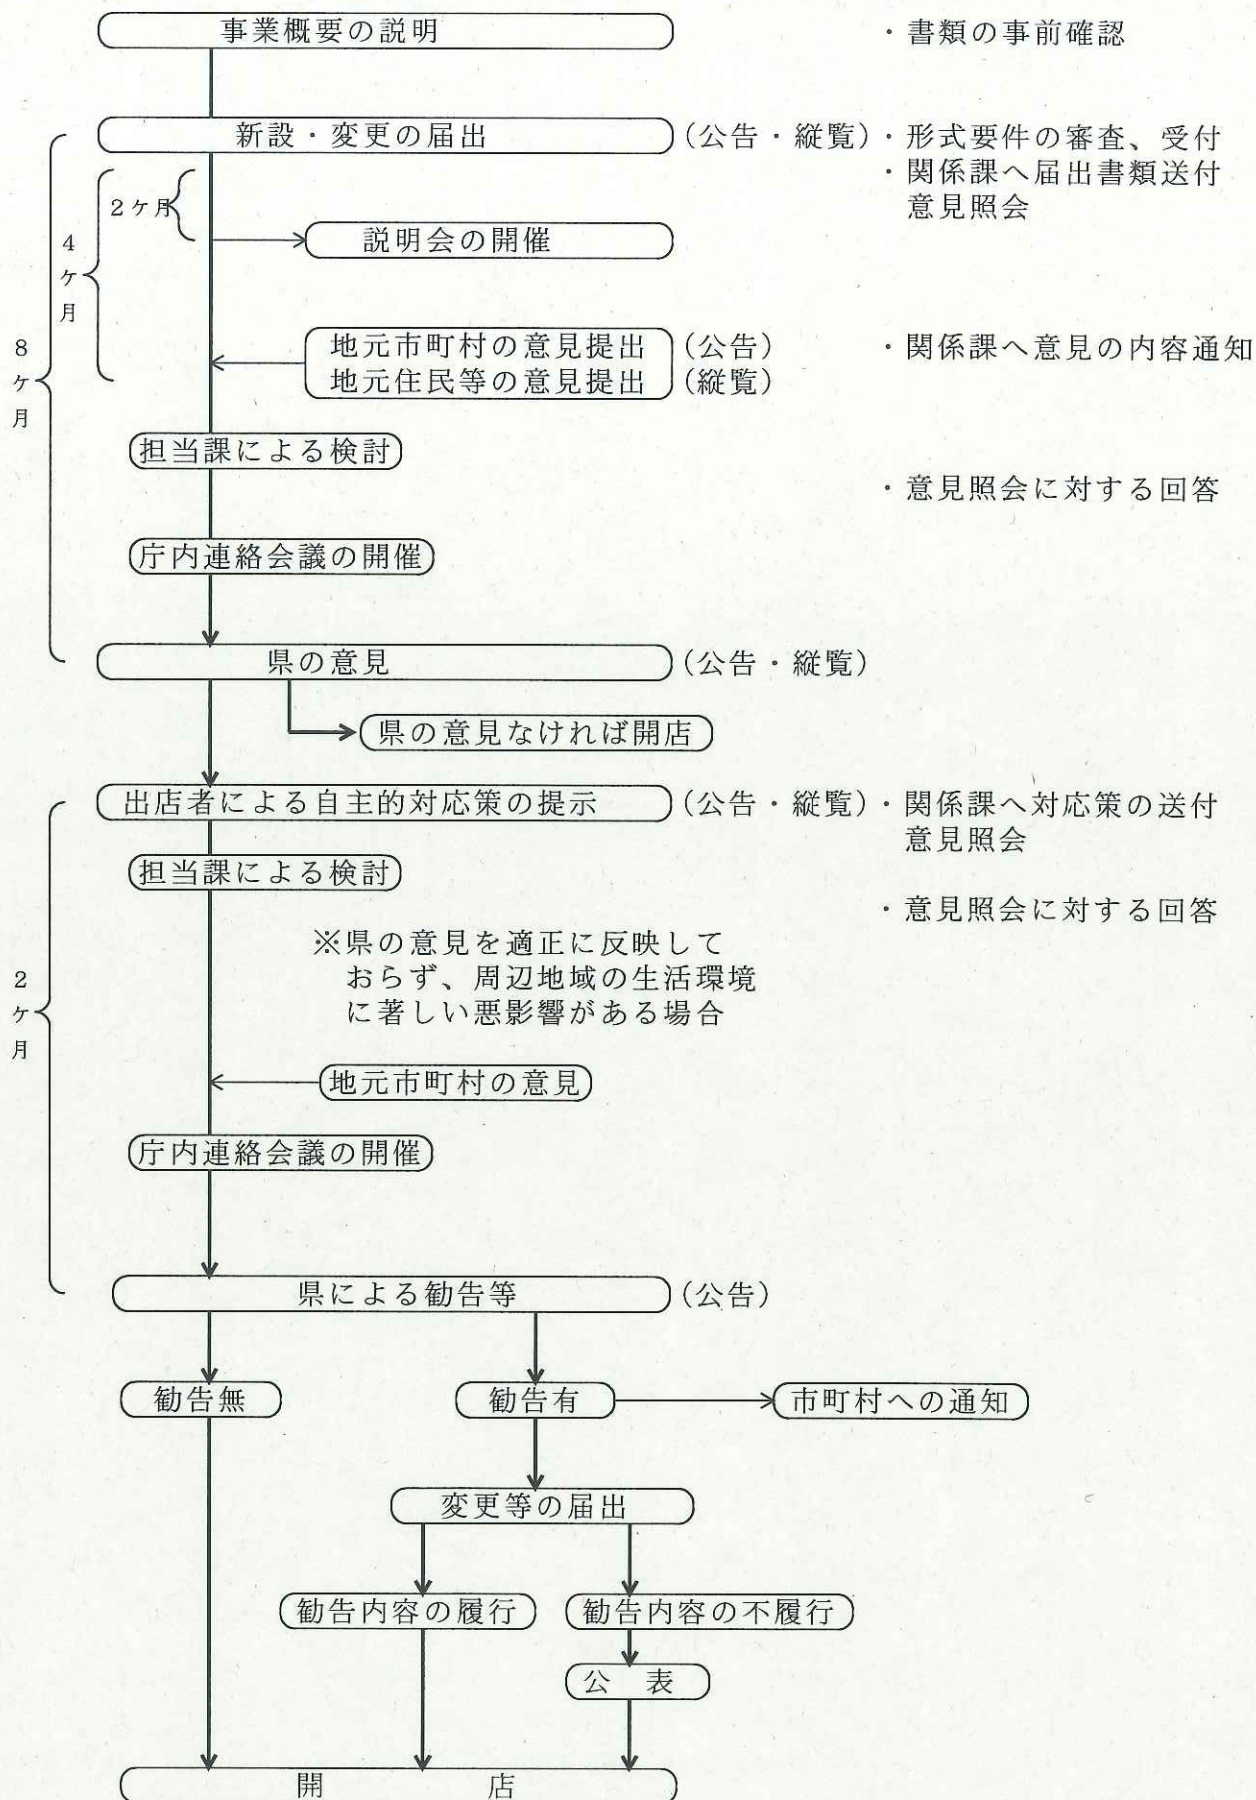 事業概要の説明
・書類の事前確認
新設・変更の届出
(公告・縦覧)
・形式要件の審査、受付
・関係課へ届出書類送付
意見照会
2ケ月
4ケ月
8ケ月
説明会の開催
地元市町村の意見提出
(公告)
地元住民等の意見提出
(縦覧)
・関係課へ意見の内容通知
担当課による検討
・意見照会に対する回答
庁内連絡会議の開催
県の意見
(公告・縦覧)
県の意見なければ開店
出店者による自主的対応策の提示
(公告・縦覧)
・関係課へ対応策の送付
意見照会
担当課による検討
・意見照会に対する回答
※県の意見を適正に反映して
おらず、周辺地域の生活環境
に著しい悪影響がある場合
2ケ月
地元市町村の意見
庁内連絡会議の開催
県による勧告等
(公告)
勧告無
勧告有
市町村への通知
変更等の届出
勧告内容の履行
勧告内容の不履行
公 表
開 店